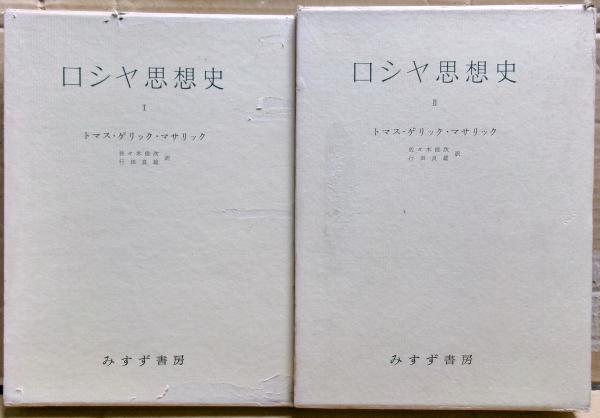 ロシヤ思想史
I
トマス・ゲリック・マサリック
佐々木俊次
行田良雄
訳
みすず書房
ロシヤ思想史
II
トマス・ゲリック・マサリック
佐々木俊次
行田良雄
訳
みすず書房